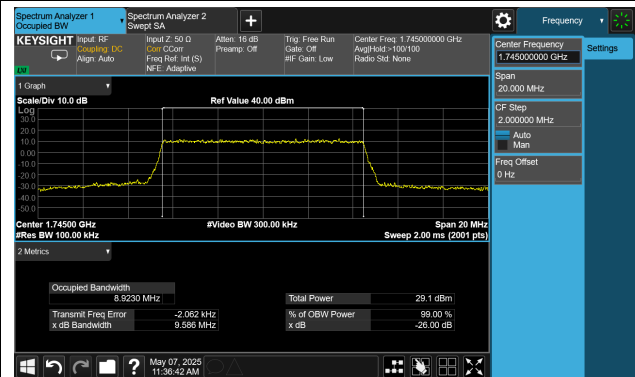 Spectrum Analyzer 1
Occupied BW
Spectrum Analyzer 2
Swept SA
Frequency
KEYSIGHT
Input: RF
Coupling: DC
Align: Auto
Input Z: 50 Ω
Corr CCorr
Freq Ref: Int (S)
NFE: Adaptive
Atten: 16 dB
Preamp: Off
Trig: Free Run
Gate: Off
#IF Gain: Low
Center Freq: 1.745000000 GHz
Avg|Hold:>100/100
Radio Std: None
Center Frequency
1.745000000 GHz
Settings
Span
20.000 MHz
CF Step
2.000000 MHz
Auto
Man
Freq Offset
0 Hz
1 Graph
Scale/Div 10.0 dB
Ref Value 40.00 dBm
Log
30.0
20.0
10.0
0.00
-10.0
-20.0
-30.0
-40.0
-50.0
Center 1.74500 GHz
#Video BW 300.00 kHz
Span 20 MHz
#Res BW 100.00 kHz
Sweep 2.00 ms (2001 pts)
2 Metrics
Occupied Bandwidth
8.9230 MHz
Total Power 29.1 dBm
Transmit Freq Error -2.062 kHz
% of OBW Power 99.00 %
x dB Bandwidth 9.586 MHz
x dB -26.00 dB
May 07, 2025
11:36:42 AM